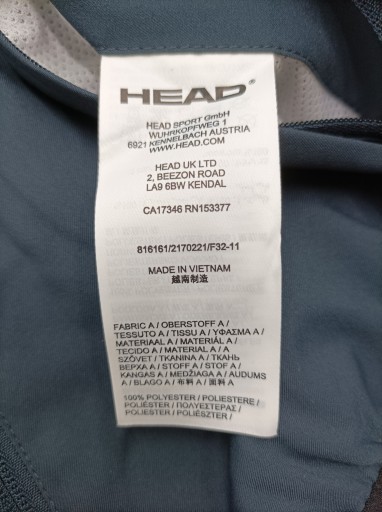 HEAD®
HEAD SPORT GmbH
WUHRKOPFWEG 1
6921 KENNELBACH AUSTRIA
WWW.HEAD.COM
HEAD UK LTD
2, BEEZON ROAD
LA9 6BW KENDAL
CA17346 RN153377
816161/2170221/F32-11
MADE IN VIETNAM
越南制造
FABRIC A / OBERSTOFF A /
TESSUTO A / TISSU A / ΥΦΑΣΜΑ A /
MATERIAAL A / MATERIÁL A /
TECIDO A / MATERIAL A / A
SZÖVET / TKANINA A / ТКАНЬ
ВЕРХА A / STOFF A / STOF A /
KANGAS A / MEDŽIAGA A / AUDUMS
A / BLAGO A / 布料 A / 面料 A
100% POLYESTER / POLIESTERE /
POLYESTER / ΠΟΛΥΕΣΤΕΡΑΣ /
POLIÉSTER / POLIÉSZTER /